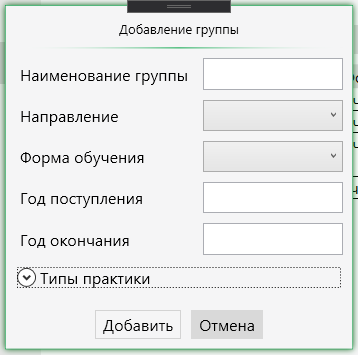 Добавление группы
Наименование группы
Направление
Форма обучения
Год поступления
Год окончания
Типы практики
Добавить Отмена